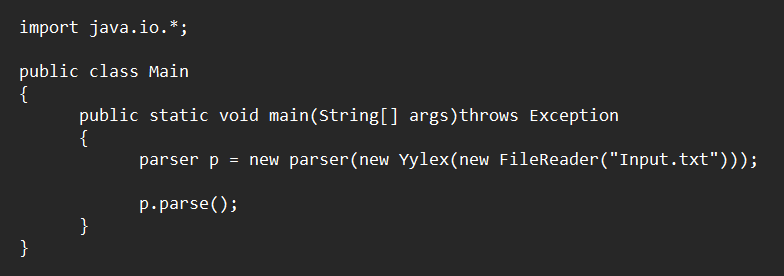 import java.io.*;
public class Main
{
public static void main(String[] args)throws Exception
{
parser p = new parser(new Yylex(new FileReader("Input.txt")));
p.parse();
}
}